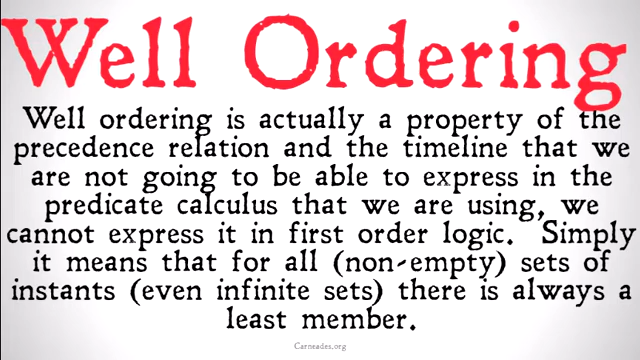 Well Ordering
Well ordering is actually a property of the
precedence relation and the timeline that we
are not going to be able to express in the
predicate calculus that we are using, we
cannot express it in first order logic. Simply
it means that for all (non-empty) sets of
instants (even infinite sets) there is always a
least member.
Carneades.org